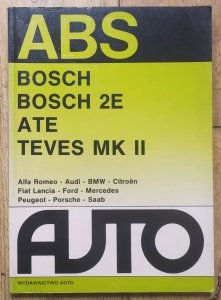 ABS
BOSCH
BOSCH 2E
ATE
TEVES MK II
Alfa Romeo - Audi - BMW - Citroën
Fiat Lancia - Ford - Mercedes
Peugeot - Porsche - Saab
AUTO
WYDAWNICTWO AUTO